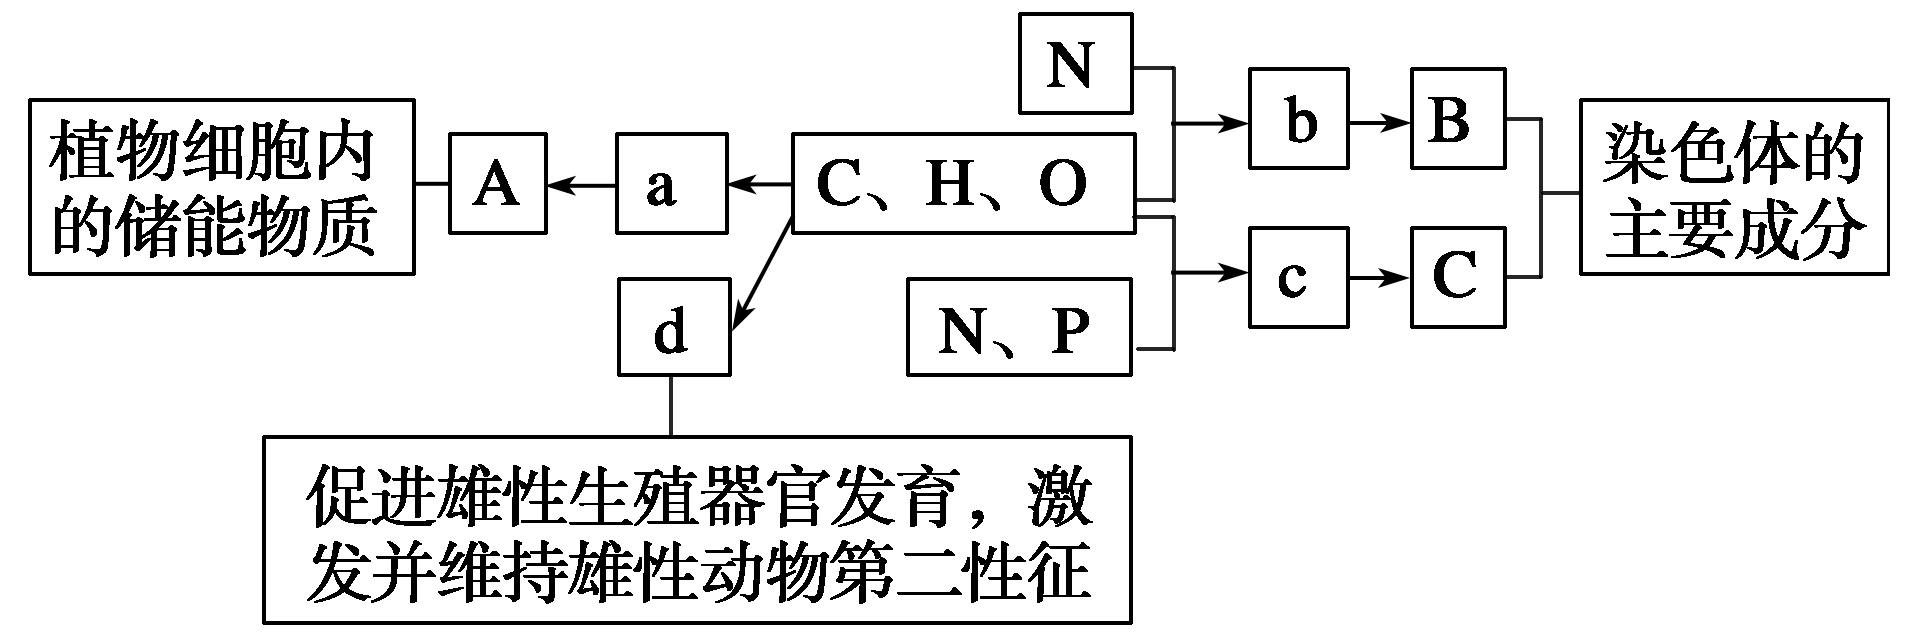 N
植物细胞内
的储能物质
A
a
C、H、O
b
B
染色体的
主要成分
d
N、P
c
C
促进雄性生殖器官发育，激
发并维持雄性动物第二性征